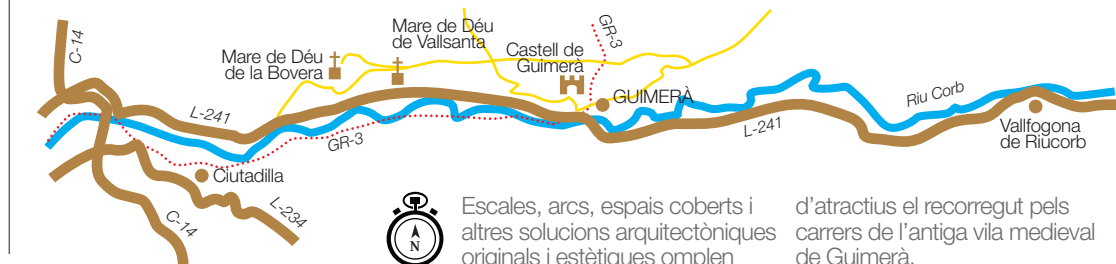 C-14
Mare de Déu
de la Bovera
Mare de Déu
de Vallsanta
Castell de
Guimerà
GR-3
GUIMERÀ
L-241
GR-3
L-241
Riu Corb
Vallfogona
de Riucorb
Ciutadilla
L-234
C-14
N
Escales, arcs, espais coberts i
altres solucions arquitectòniques
originals i estètiques omplen
d’atractius el recorregut pels
carrers de l’antiga vila medieval
de Guimerà.